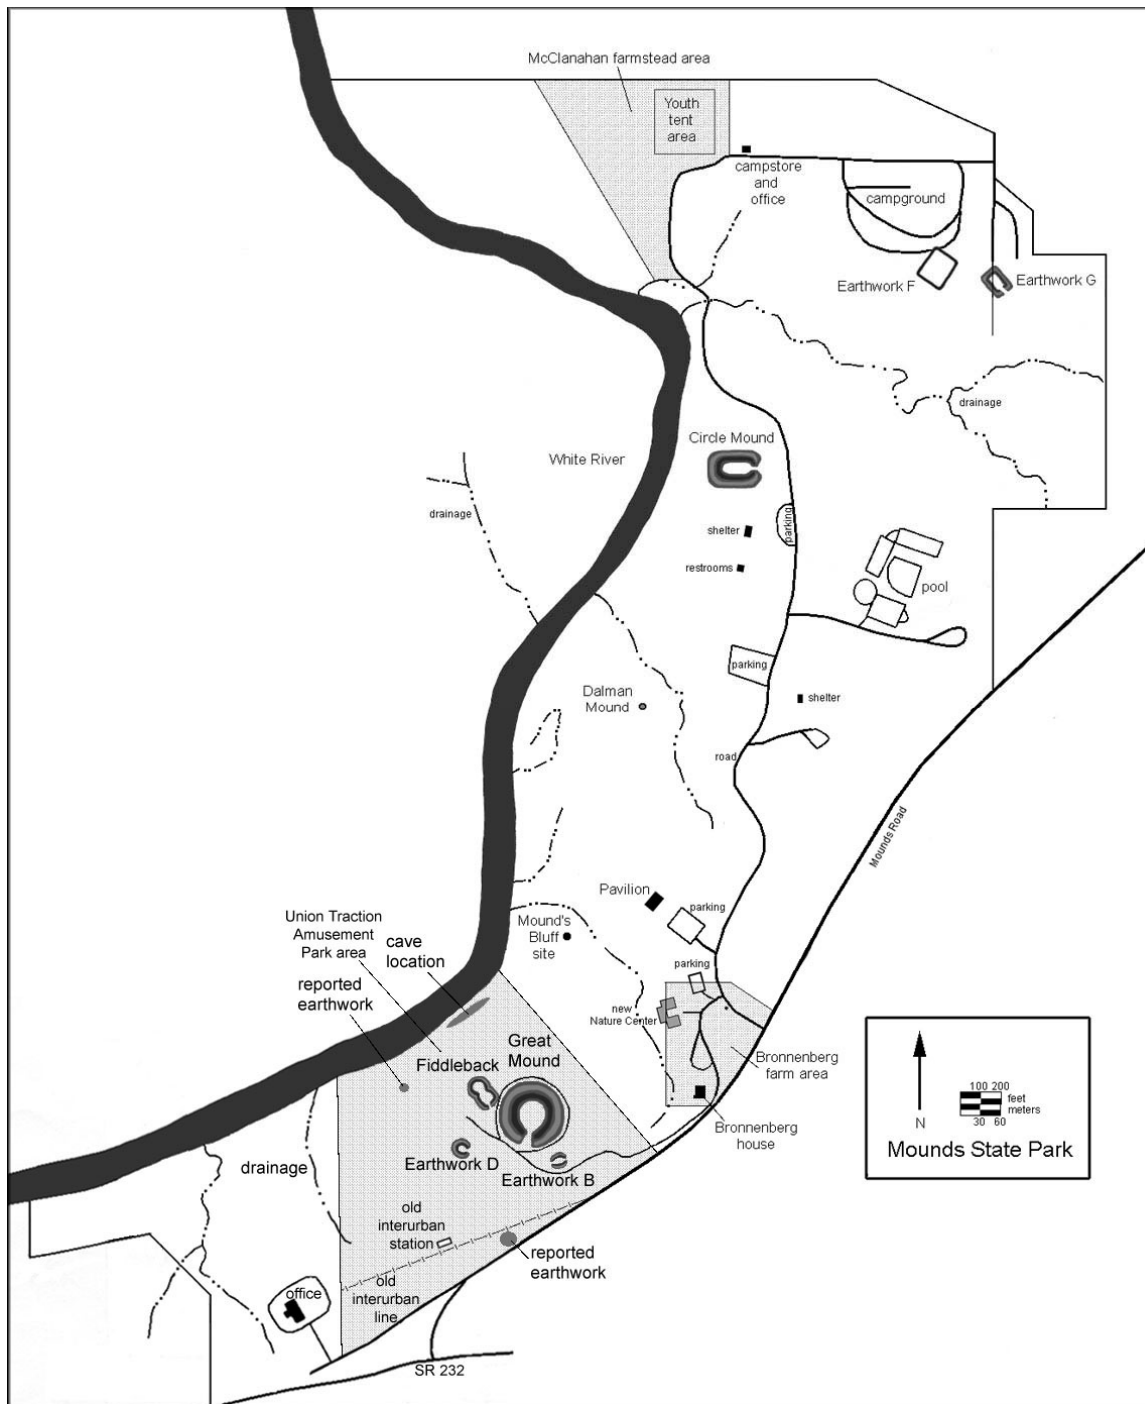 McClanahan farmstead area
Youth
tent
area
campstore
and
office
campground
Earthwork F
Earthwork G
drainage
Circle Mound
White River
drainage
parking
shelter
restrooms
pool
parking
Dalman
Mound
shelter
road
Mounds Road
Pavilion
parking
Mound's
Bluff
site
Union Traction
Amusement
Park area
cave
location
reported
earthwork
parking
new
Nature Center
Great
Mound
Fiddleback
Bronnenberg
farm area
Bronnenberg
house
Earthwork D
Earthwork B
drainage
old
interurban
station
reported
earthwork
old
interurban
line
office
SR 232
N
100 200
feet
meters
30 60
Mounds State Park